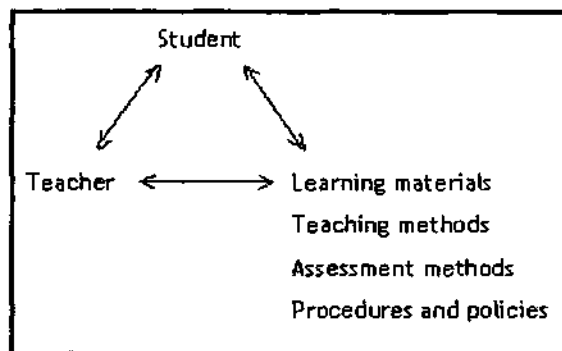 Student
Teacher
Learning materials
Teaching methods
Assessment methods
Procedures and policies